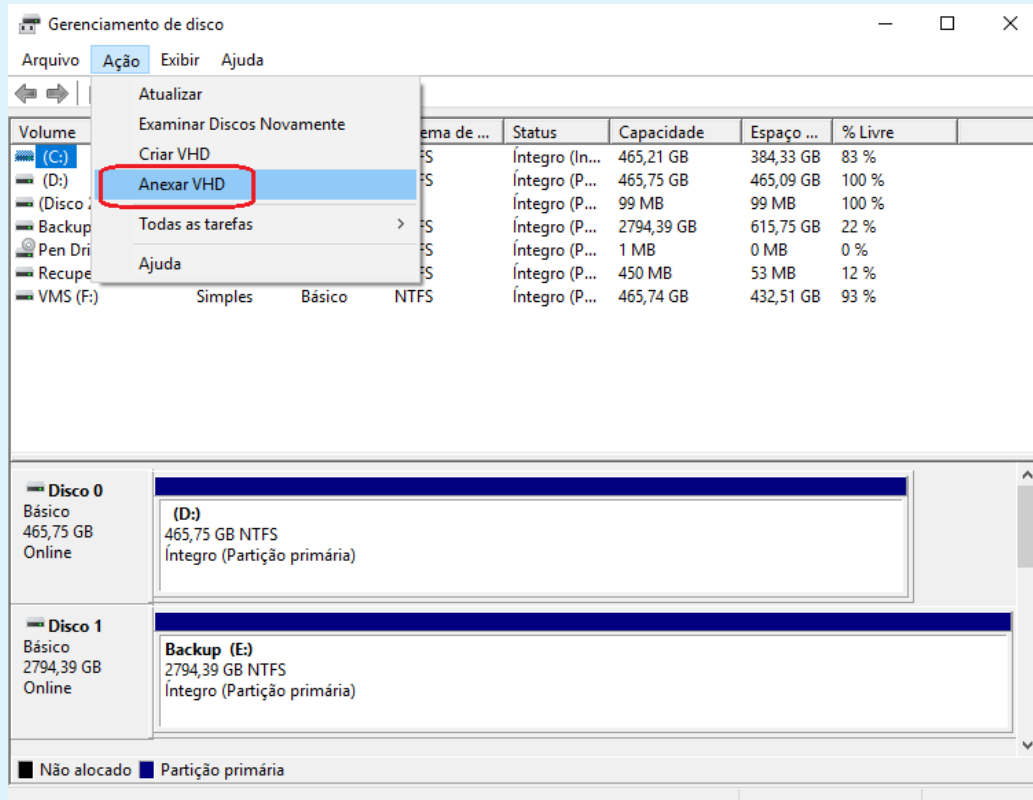 Gerenciamento de disco
Arquivo Ação Exibir Ajuda
Atualizar
Examinar Discos Novamente
Criar VHD
Anexar VHD
Todas as tarefas
Ajuda
Volume ema de ... Status Capacidade Espaço ... % Livre
(C:) FS Íntegro (In... 465,21 GB 384,33 GB 83 %
(D:) FS Íntegro (P... 465,75 GB 465,09 GB 100 %
(Disco Íntegro (P... 99 MB 99 MB 100 %
Backup FS Íntegro (P... 2794,39 GB 615,75 GB 22 %
Pen Dri FS Íntegro (P... 1 MB 0 MB 0 %
Recupe FS Íntegro (P... 450 MB 53 MB 12 %
VMS (F:) Simples Básico NTFS Íntegro (P... 465,74 GB 432,51 GB 93 %
Disco 0
Básico
465,75 GB
Online
(D:)
465,75 GB NTFS
Íntegro (Partição primária)
Disco 1
Básico
2794,39 GB
Online
Backup (E:)
2794,39 GB NTFS
Íntegro (Partição primária)
Não alocado Partição primária